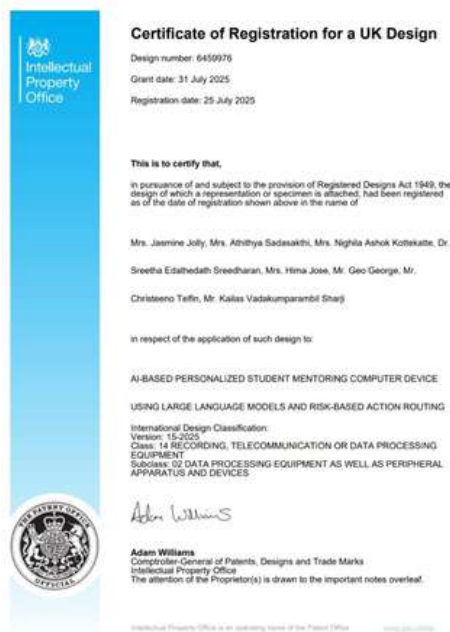 Intellectual
Property
Office
Certificate of Registration for a UK Design
Design number: 6459976
Grant date: 31 July 2025
Registration date: 25 July 2025
This is to certify that,
in pursuance of and subject to the provision of Registered Designs Act 1949, the
design of which a representation or specimen is attached, had been registered
as of the date of registration shown above in the name of
Mrs. Jasmine Jolly, Mrs. Athithya Sadasakthi, Mrs. Nighila Ashok Kottekatte, Dr.
Sreetha Edathedath Sreedharan, Mrs. Hima Jose, Mr. Geo George, Mr.
Christeeno Telfin, Mr. Kailas Vadakumparambil Sharji
in respect of the application of such design to:
AI-BASED PERSONALIZED STUDENT MENTORING COMPUTER DEVICE
USING LARGE LANGUAGE MODELS AND RISK-BASED ACTION ROUTING
International Design Classification:
Version: 15-2025
Class: 14 RECORDING, TELECOMMUNICATION OR DATA PROCESSING
EQUIPMENT
Subclass: 02 DATA PROCESSING EQUIPMENT AS WELL AS PERIPHERAL
APPARATUS AND DEVICES
Adam Williams
Adam Williams
Comptroller-General of Patents, Designs and Trade Marks
Intellectual Property Office
The attention of the Proprietor(s) is drawn to the important notes overleaf.
THE PATENT OFFICE
OFFICIAL
Intellectual Property Office is an operating name of the Patent Office